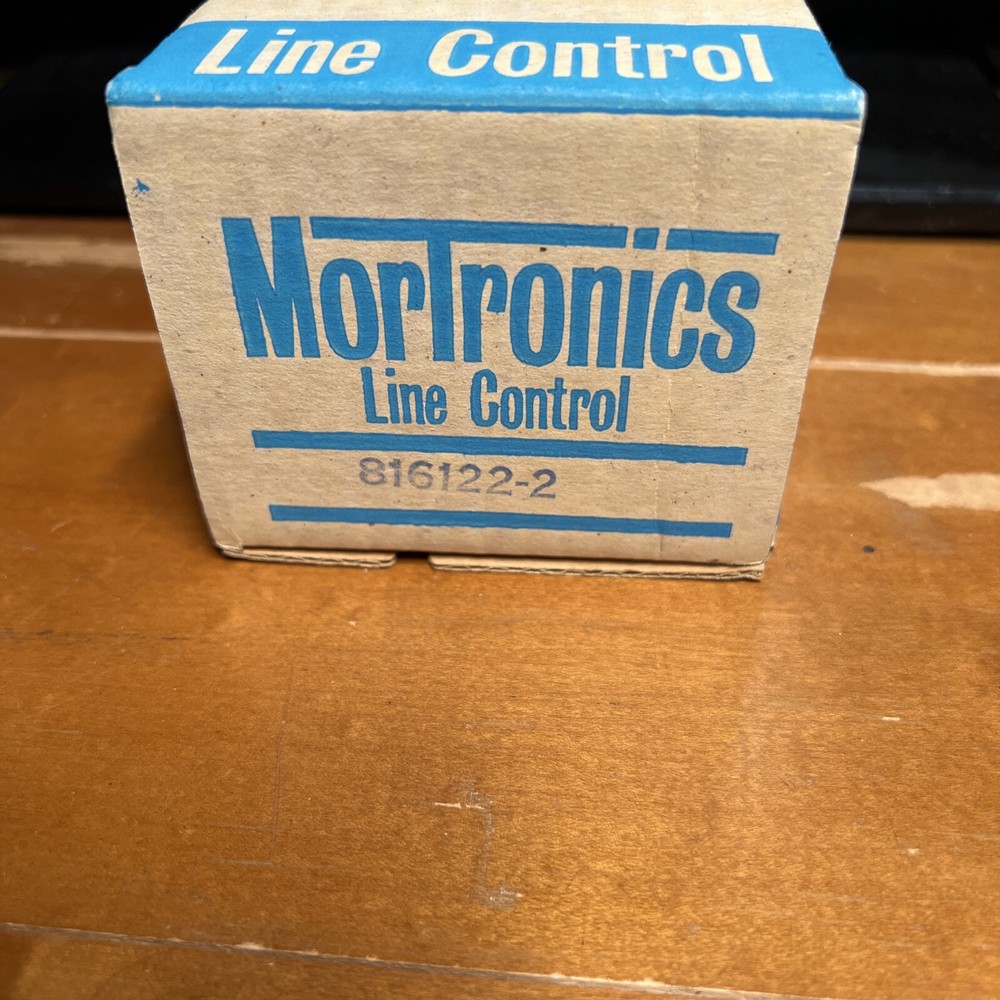 Line Control
MorTronics
Line Control
816122-2